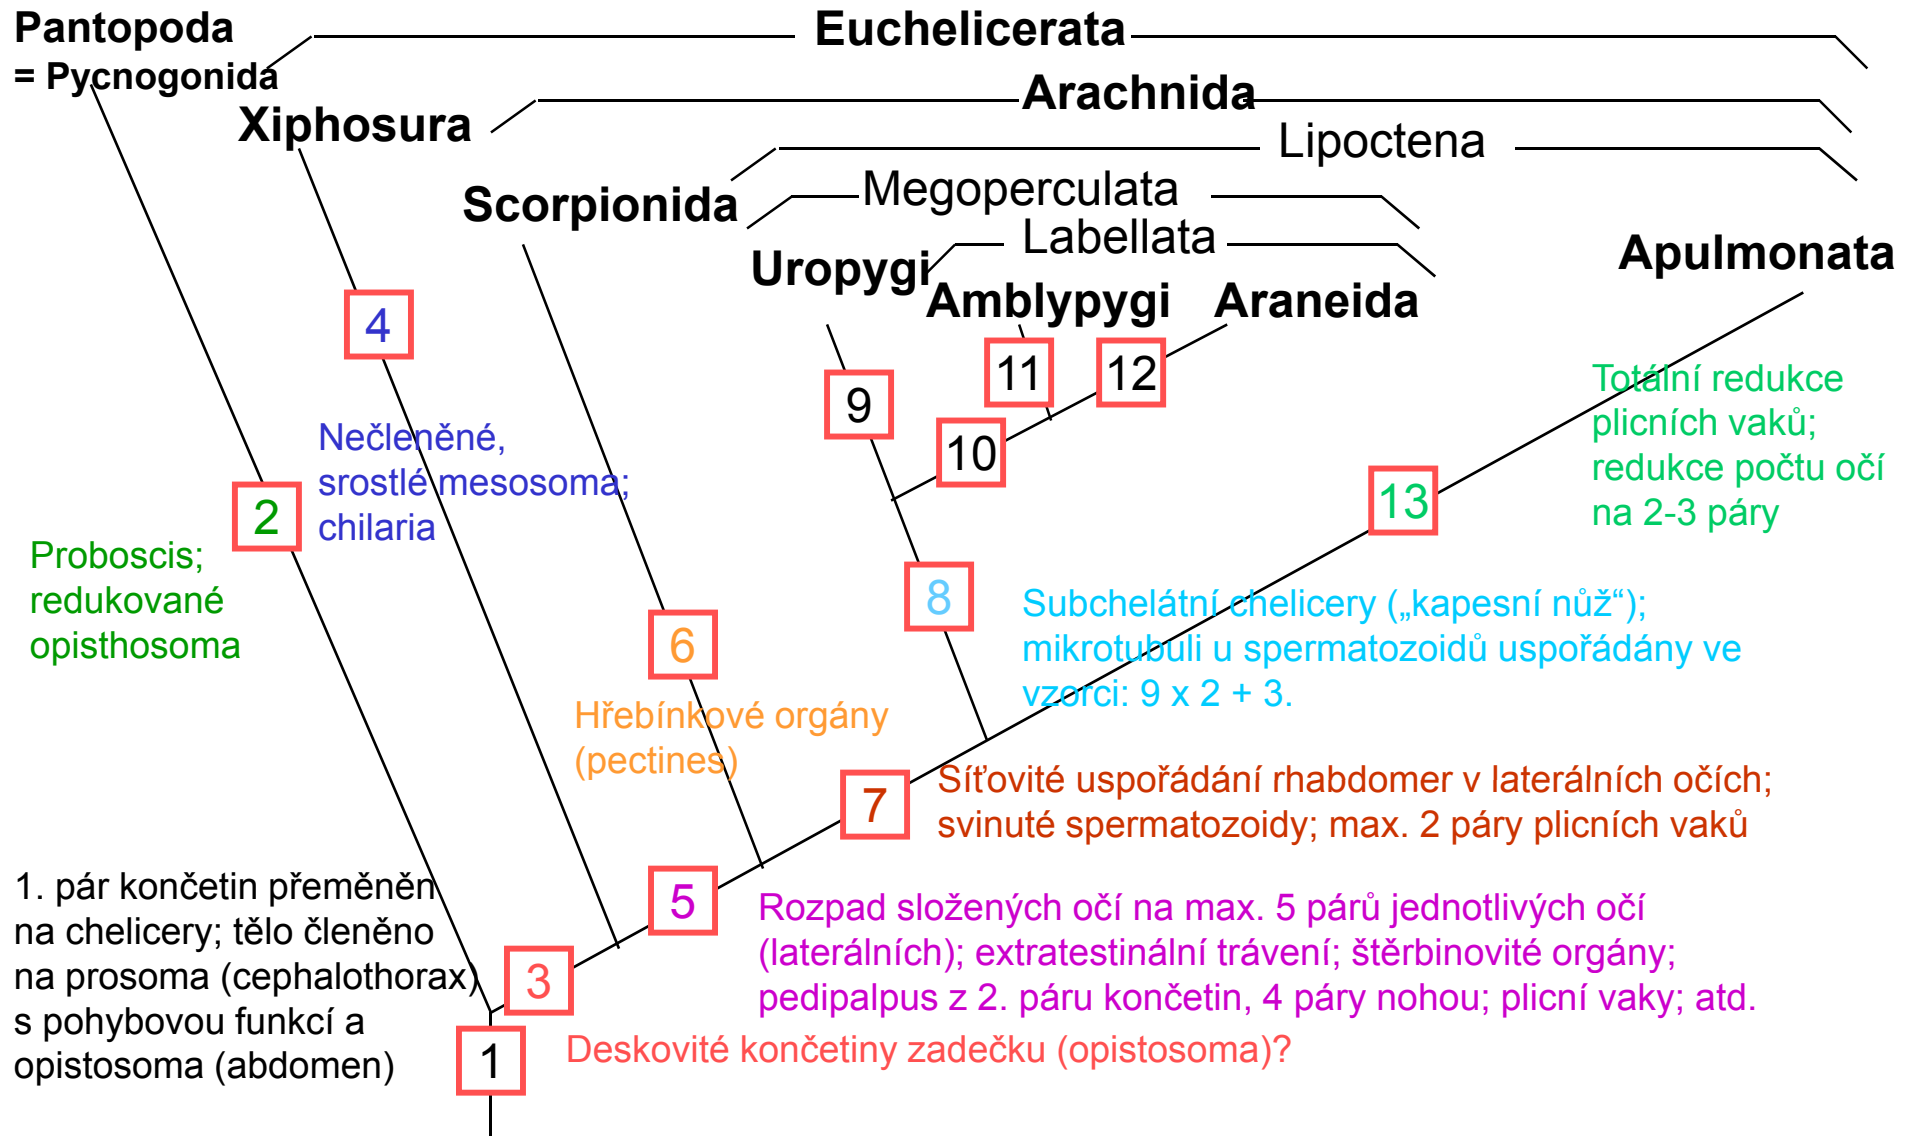 Pantopoda
= Pycnogonida
Euchelicerata
Arachnida
Xiphosura
Lipoctena
Scorpionida
Megoperculata
Labellata
Uropygi
Apulmonata
Amblypygi
Araneida
4
11
12
9
Totální redukce
plicních vaků;
redukce počtu očí
na 2-3 páry
Nečleněné,
srostlé mesosoma;
chilaria
10
13
2
Proboscis;
redukované
opisthosoma
8
Subchelátní chelicery („kapesní nůž“);
mikrotubuli u spermatozoidů uspořádány ve
vzorci: 9 x 2 + 3.
6
Hřebínkové orgány
(pectines)
7
Síťovité uspořádání rhabdomer v laterálních očích;
svinuté spermatozoidy; max. 2 páry plicních vaků
1. pár končetin přeměněn
na chelicery; tělo členěno
na prosoma (cephalothorax)
s pohybovou funkcí a
opistosoma (abdomen)
5
Rozpad složených očí na max. 5 párů jednotlivých očí
(laterálních); extratestinální trávení; štěrbinovité orgány;
pedipalpus z 2. páru končetin, 4 páry nohou; plicní vaky; atd.
3
1
Deskovité končetiny zadečku (opistosoma)?